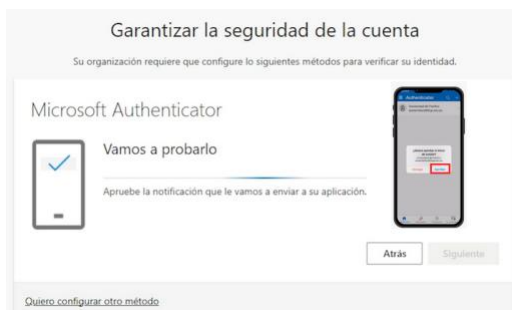 Garantizar la seguridad de la cuenta
Su organización requiere que configure lo siguientes métodos para verificar su identidad.
Microsoft Authenticator
Vamos a probarlo
Apruebe la notificación que le vamos a enviar a su aplicación.
Authenticator
Atrás
Siguiente
Quiero configurar otro método